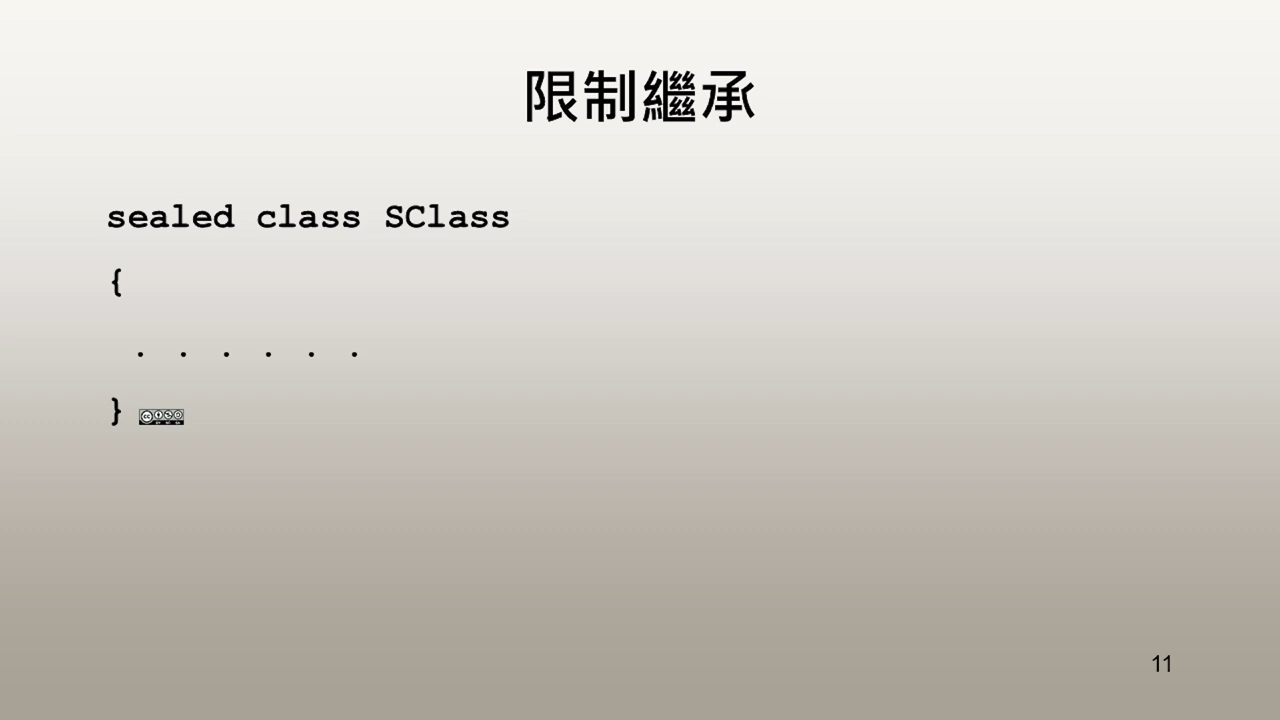 限制繼承
sealed class SClass
{
. . . . . .
}
11